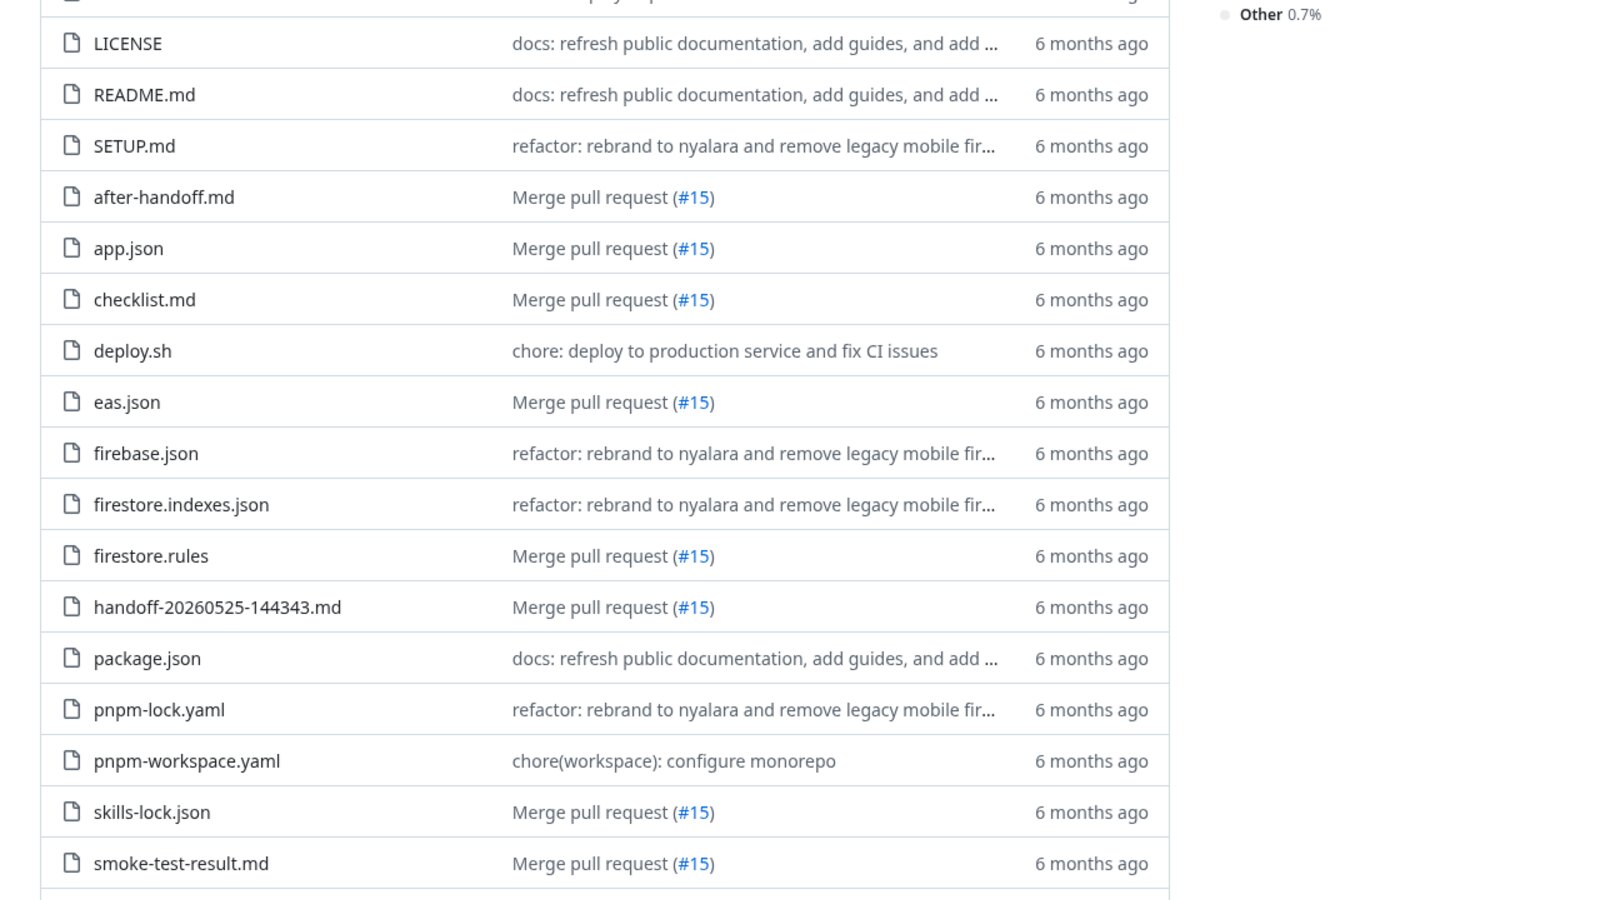 Other 0.7%
LICENSE docs: refresh public documentation, add guides, and add ... 6 months ago
README.md docs: refresh public documentation, add guides, and add ... 6 months ago
SETUP.md refactor: rebrand to nyalara and remove legacy mobile fir... 6 months ago
after-handoff.md Merge pull request (#15) 6 months ago
app.json Merge pull request (#15) 6 months ago
checklist.md Merge pull request (#15) 6 months ago
deploy.sh chore: deploy to production service and fix CI issues 6 months ago
eas.json Merge pull request (#15) 6 months ago
firebase.json refactor: rebrand to nyalara and remove legacy mobile fir... 6 months ago
firestore.indexes.json refactor: rebrand to nyalara and remove legacy mobile fir... 6 months ago
firestore.rules Merge pull request (#15) 6 months ago
handoff-20260525-144343.md Merge pull request (#15) 6 months ago
package.json docs: refresh public documentation, add guides, and add ... 6 months ago
pnpm-lock.yaml refactor: rebrand to nyalara and remove legacy mobile fir... 6 months ago
pnpm-workspace.yaml chore(workspace): configure monorepo 6 months ago
skills-lock.json Merge pull request (#15) 6 months ago
smoke-test-result.md Merge pull request (#15) 6 months ago